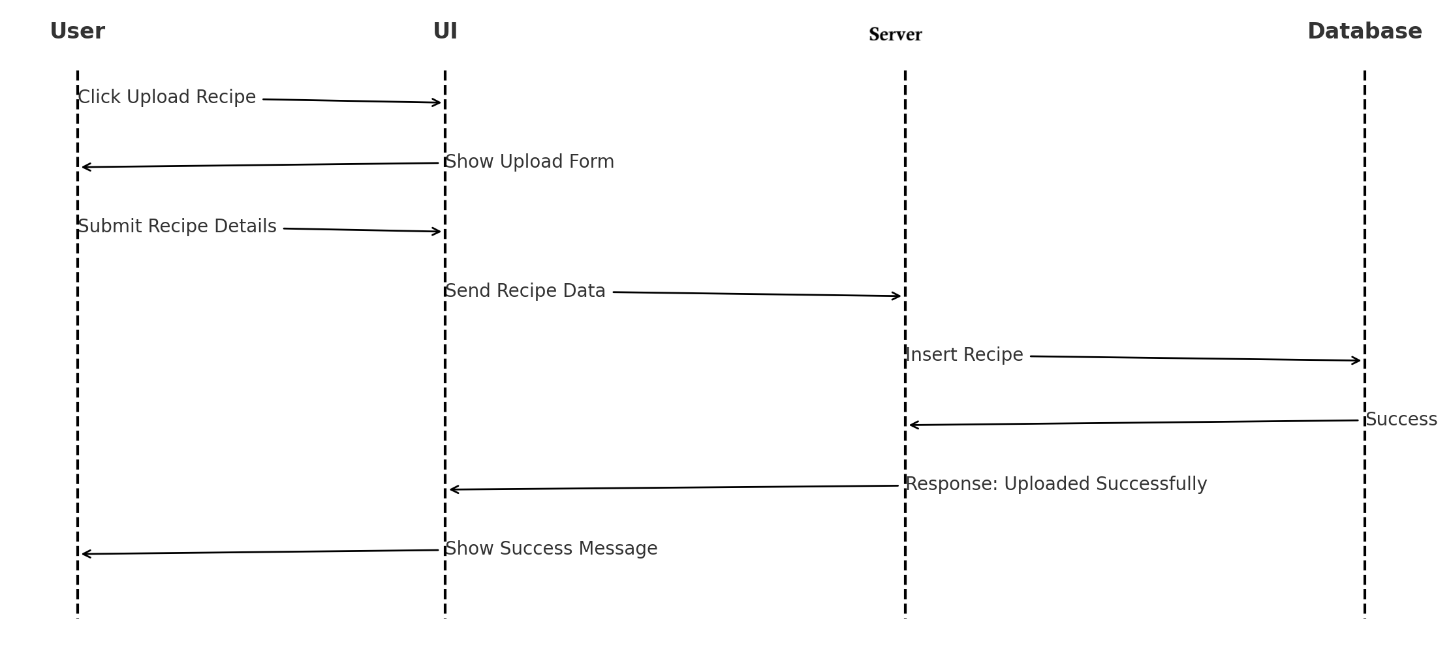 User
UI
Server
Database
Click Upload Recipe
Show Upload Form
Submit Recipe Details
Send Recipe Data
Insert Recipe
Success
Response: Uploaded Successfully
Show Success Message